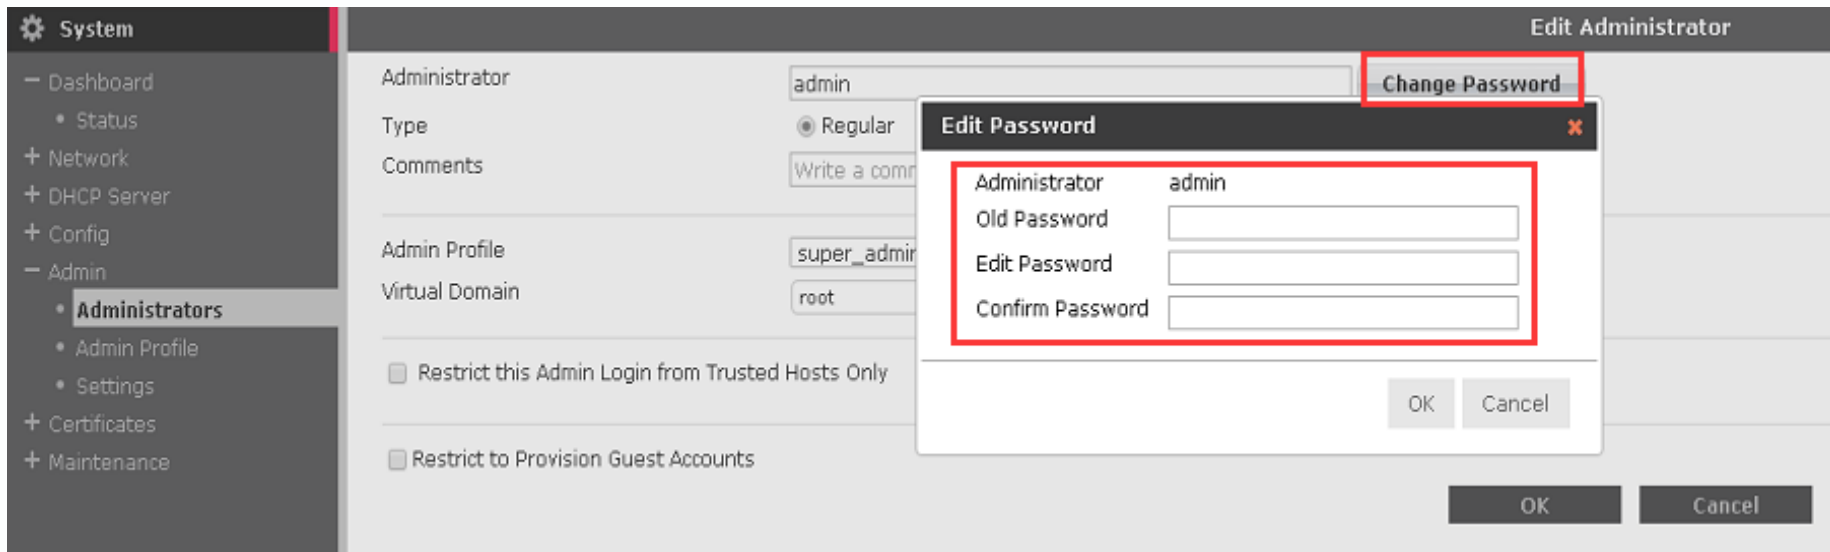 System
Dashboard
Status
Network
DHCP Server
Config
Admin
Administrators
Admin Profile
Settings
Certificates
Maintenance
Edit Administrator
Administrator admin Change Password
Type Regular
Comments Write a comm
Admin Profile super_admin
Virtual Domain root
Restrict this Admin Login from Trusted Hosts Only
Restrict to Provision Guest Accounts
Edit Password
Administrator admin
Old Password
Edit Password
Confirm Password
OK Cancel
OK Cancel